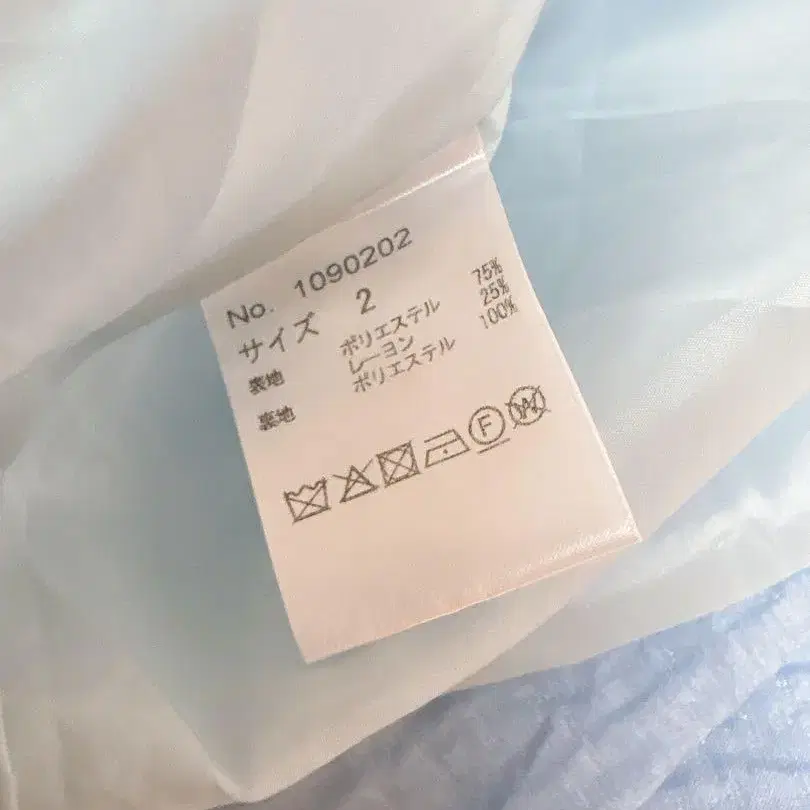 No. 1090202
サイズ 2
表地 ポリエステル 75%
レーヨン 25%
裏地 ポリエステル 100%
F
W